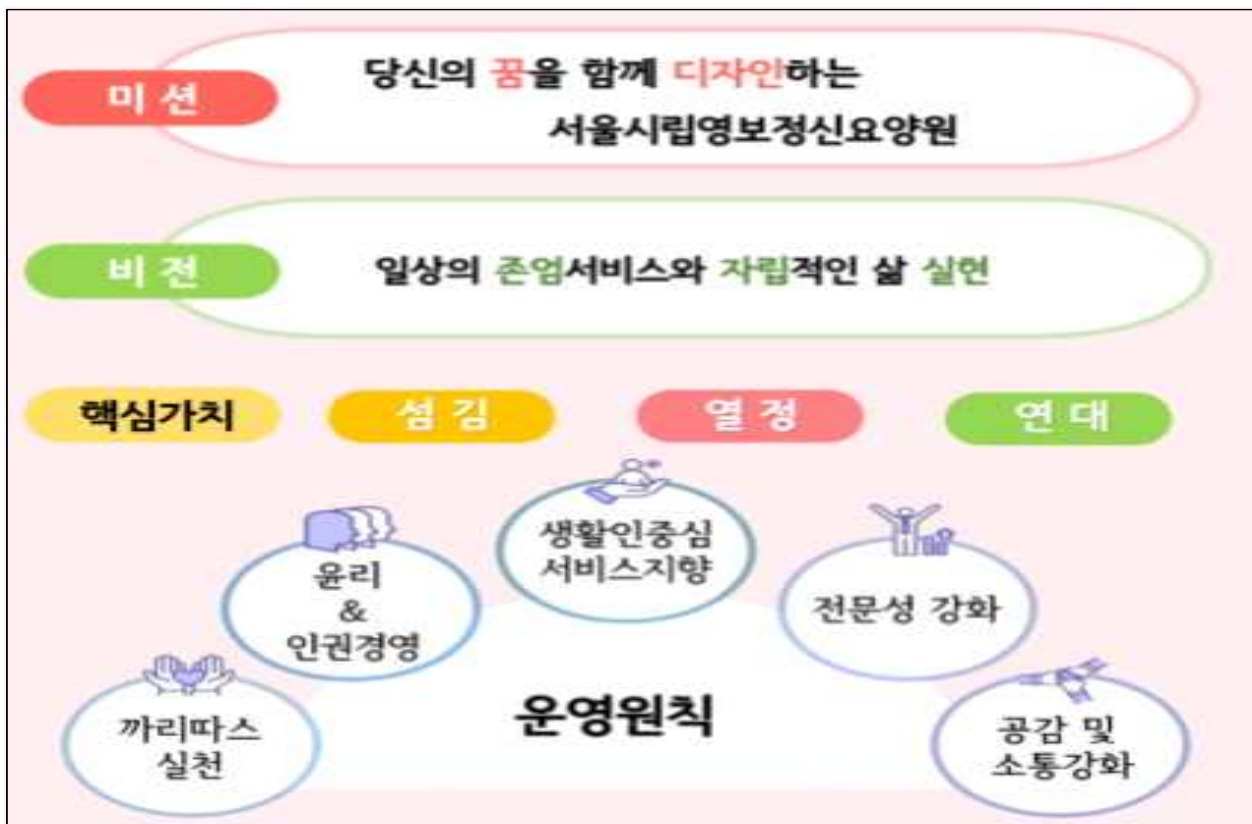 미 션
당신의 꿈을 함께 디자인하는
서울시립영보정신요양원
비 전
일상의 존엄서비스와 자립적인 삶 실현
핵심가치
섬 김
열 정
연 대
까리따스
실천
윤리
&
인권경영
생활인중심
서비스지향
전문성 강화
공감 및
소통강화
운영원칙